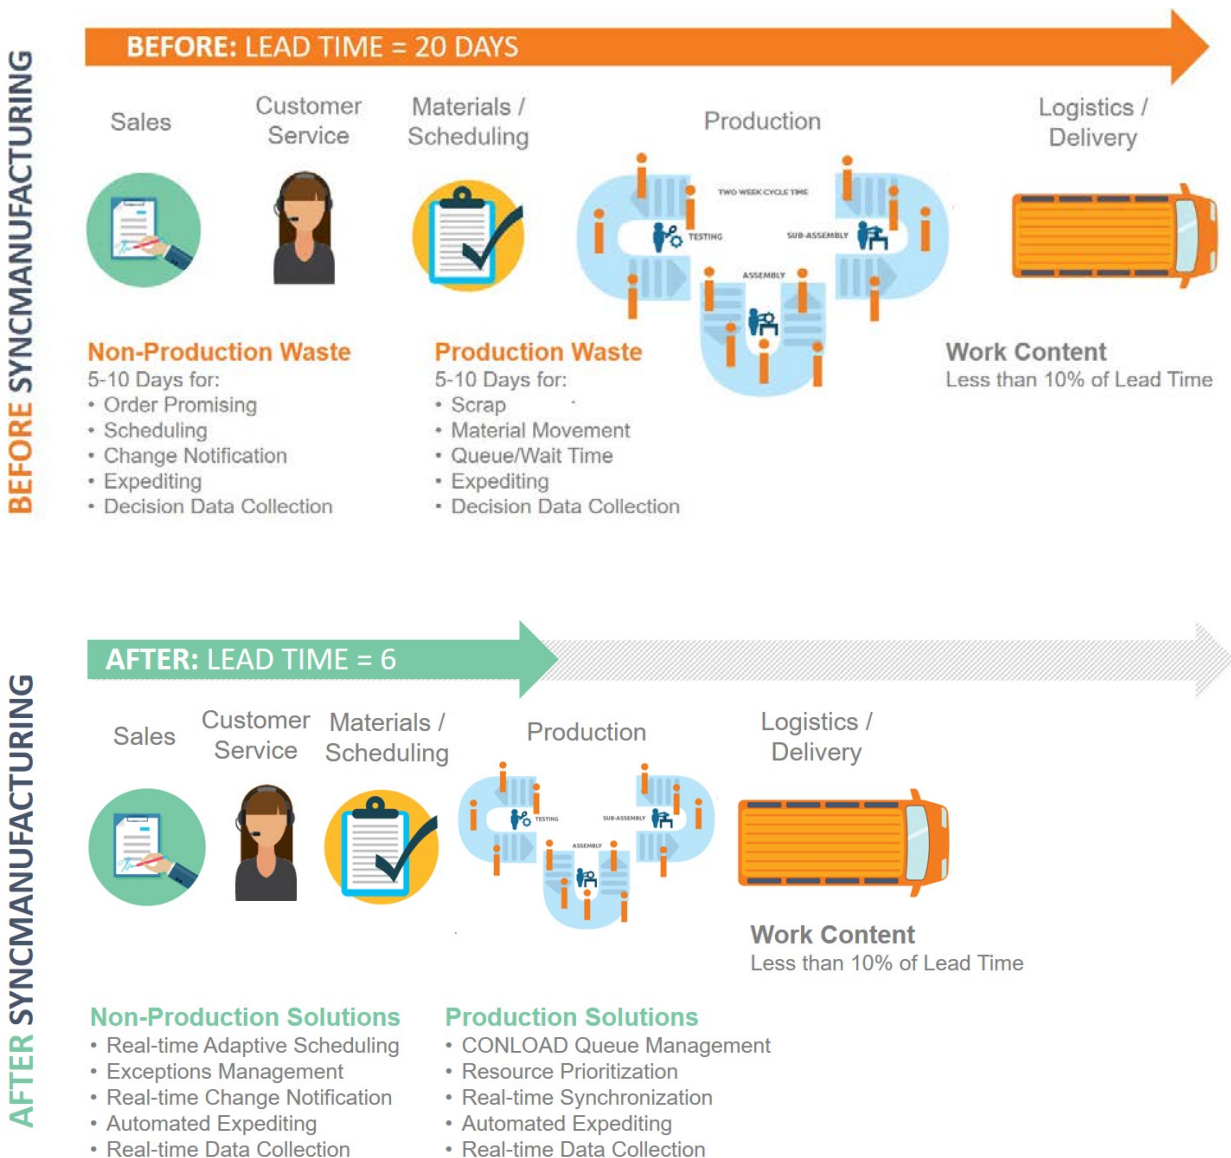 BEFORE SYNCMANUFACTURING
BEFORE: LEAD TIME = 20 DAYS
Sales
Customer
Service
Materials /
Scheduling
Production
Logistics /
Delivery
TWO WEEK CYCLE TIME
TESTING
SUB-ASSEMBLY
ASSEMBLY
Non-Production Waste
5-10 Days for:
• Order Promising
• Scheduling
• Change Notification
• Expediting
• Decision Data Collection
Production Waste
5-10 Days for:
• Scrap
• Material Movement
• Queue/Wait Time
• Expediting
• Decision Data Collection
Work Content
Less than 10% of Lead Time
AFTER SYNCMANUFACTURING
AFTER: LEAD TIME = 6
Sales
Customer
Service
Materials /
Scheduling
Production
Logistics /
Delivery
TESTING
SUB-ASSEMBLY
ASSEMBLY
Work Content
Less than 10% of Lead Time
Non-Production Solutions
• Real-time Adaptive Scheduling
• Exceptions Management
• Real-time Change Notification
• Automated Expediting
• Real-time Data Collection
Production Solutions
• CONLOAD Queue Management
• Resource Prioritization
• Real-time Synchronization
• Automated Expediting
• Real-time Data Collection